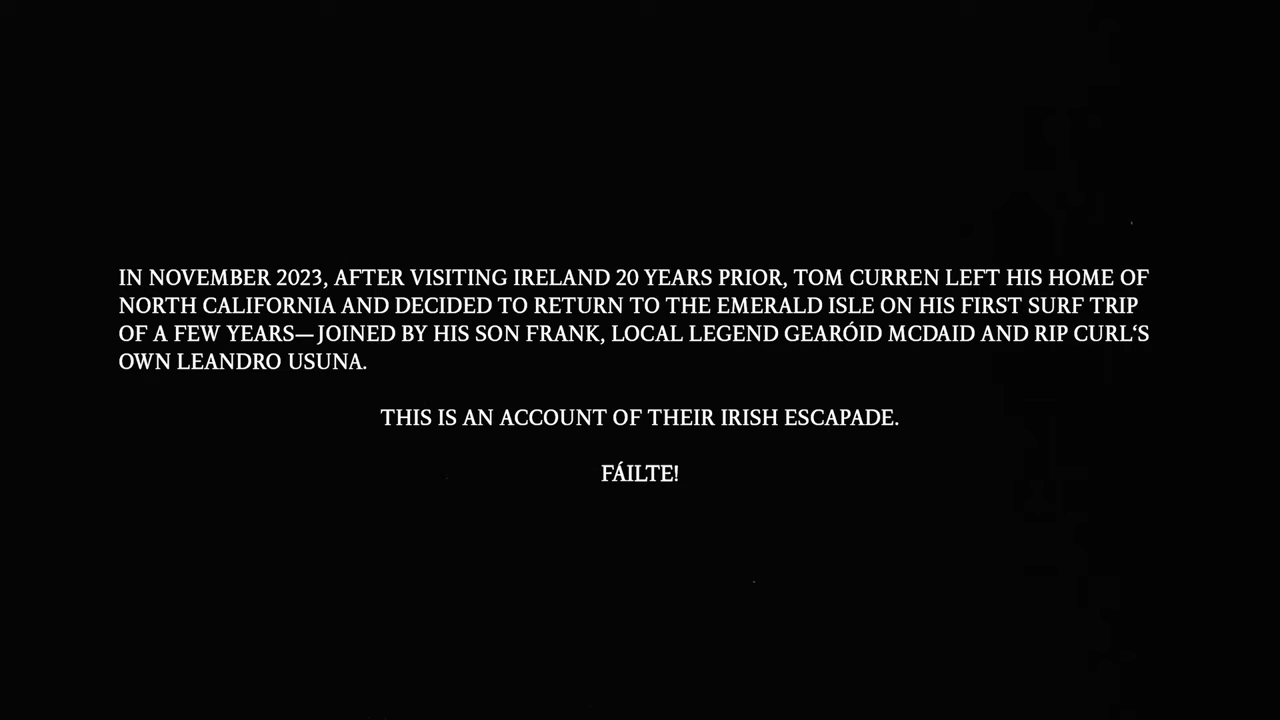 IN NOVEMBER 2023, AFTER VISITING IRELAND 20 YEARS PRIOR, TOM CURREN LEFT HIS HOME OF
NORTH CALIFORNIA AND DECIDED TO RETURN TO THE EMERALD ISLE ON HIS FIRST SURF TRIP
OF A FEW YEARS—JOINED BY HIS SON FRANK, LOCAL LEGEND GEARÓID MCDAID AND RIP CURL‘S
OWN LEANDRO USUNA.
THIS IS AN ACCOUNT OF THEIR IRISH ESCAPADE.
FÁILTE!